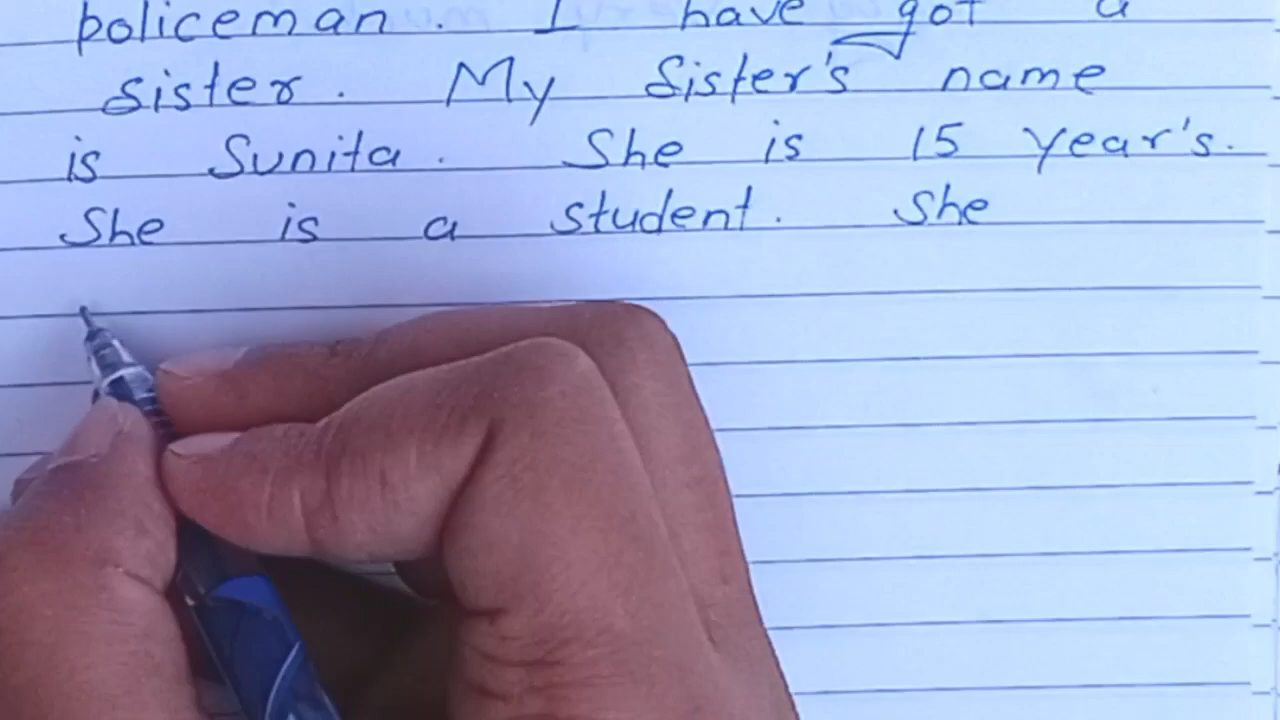 policeman. I have got a
sister. My Sister's name
is Sunita. She is 15 Year's.
She is a student. She